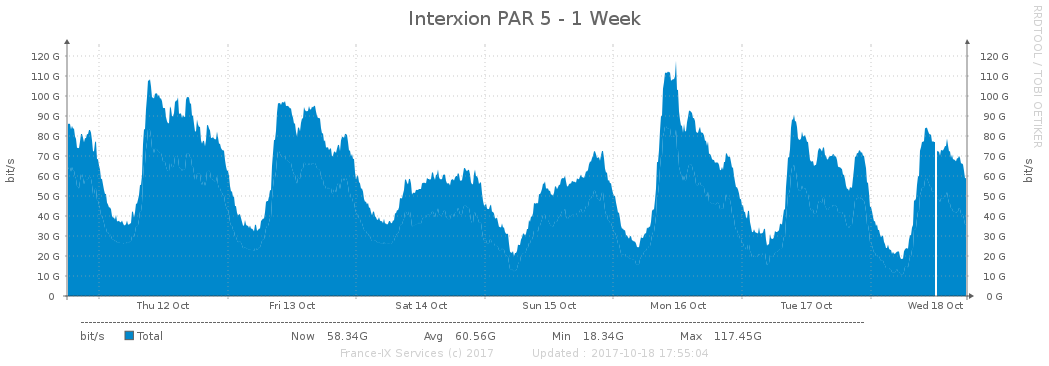 Interxion PAR 5 - 1 Week
RRDTOOL / TOBI OETIKER
bit/s
120 G 120 G
110 G 110 G
100 G 100 G
90 G 90 G
80 G 80 G
70 G 70 G
60 G 60 G
50 G 50 G
40 G 40 G
30 G 30 G
20 G 20 G
10 G 10 G
0 0 G
bit/s
Thu 12 Oct Fri 13 Oct Sat 14 Oct Sun 15 Oct Mon 16 Oct Tue 17 Oct Wed 18 Oct
bit/s Total Now 58.34G Avg 60.56G Min 18.34G Max 117.45G
France-IX Services (c) 2017 Updated : 2017-10-18 17:55:04